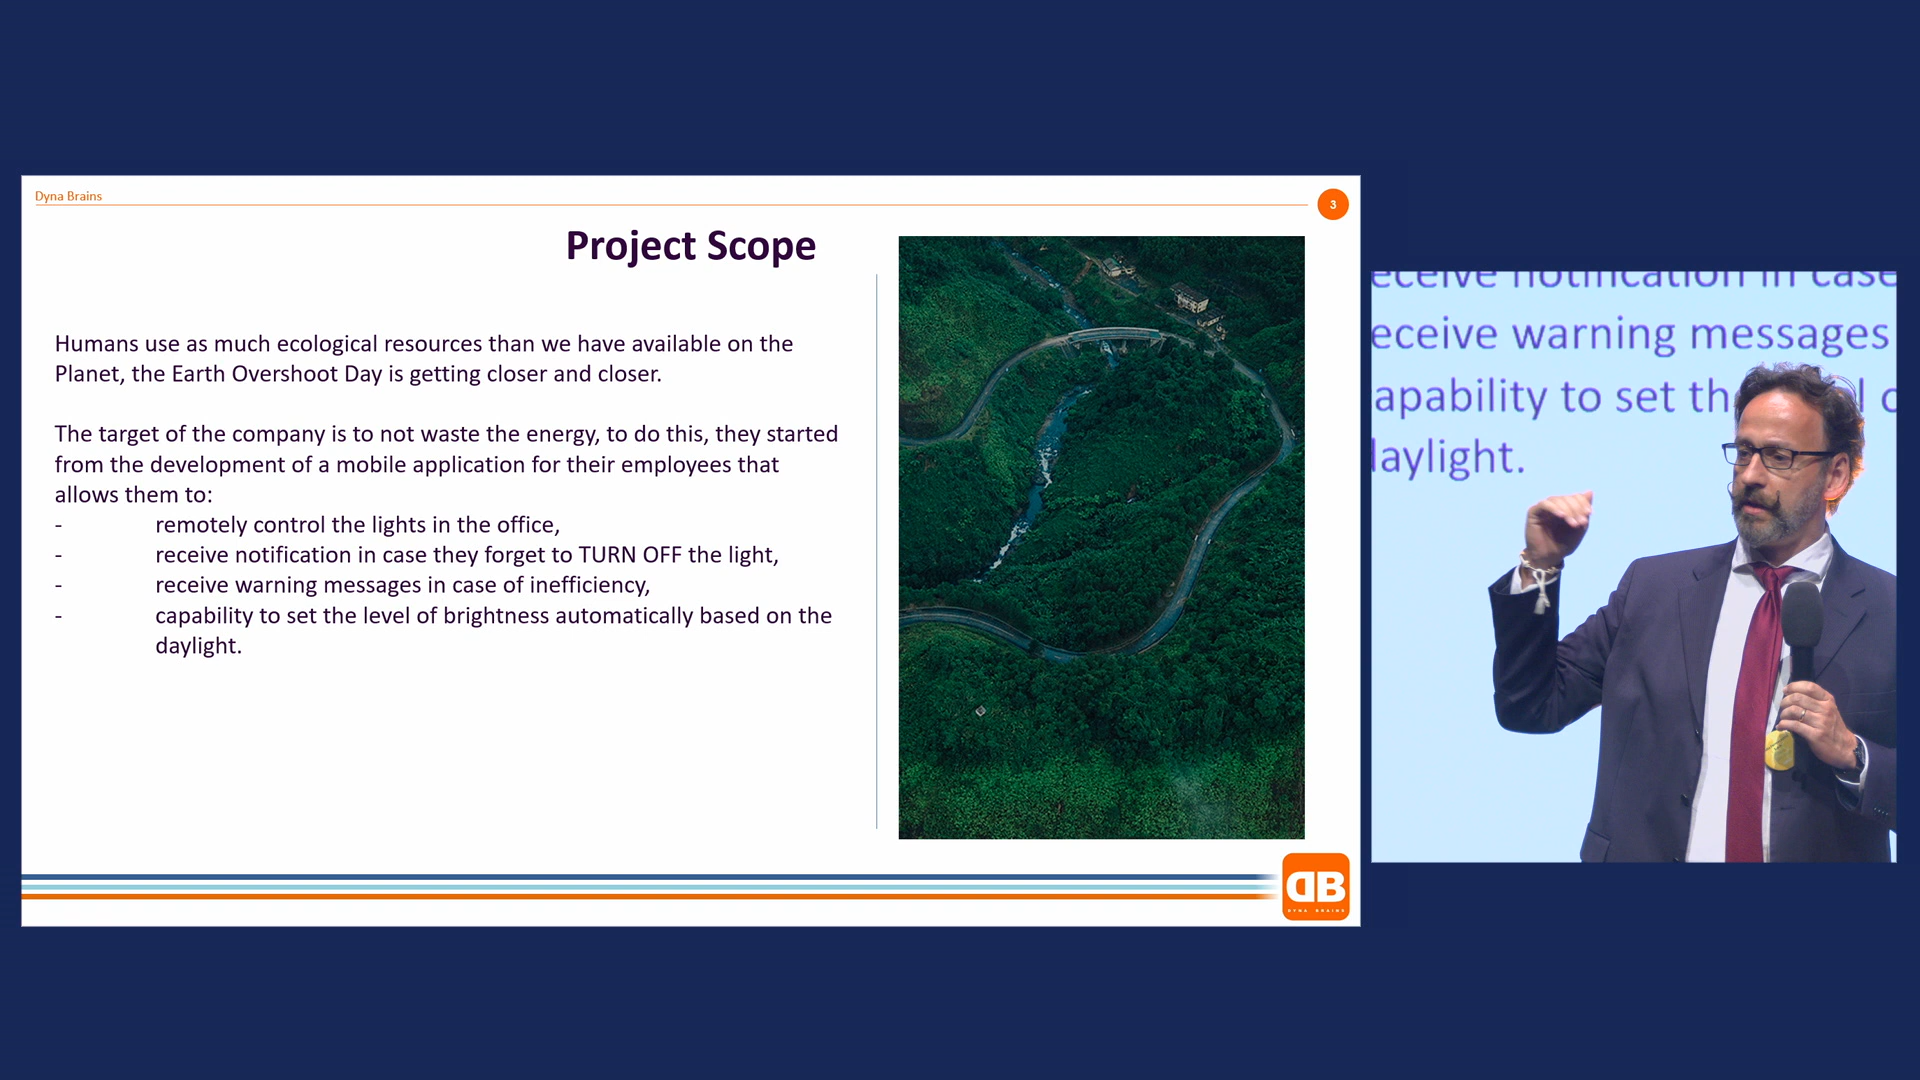 Dyna Brains
3
Project Scope
Humans use as much ecological resources than we have available on the
Planet, the Earth Overshoot Day is getting closer and closer.
The target of the company is to not waste the energy, to do this, they started
from the development of a mobile application for their employees that
allows them to:
- remotely control the lights in the office,
- receive notification in case they forget to TURN OFF the light,
- receive warning messages in case of inefficiency,
- capability to set the level of brightness automatically based on the
daylight.
DB
DYNA BRAINS
eceive notification in case
eceive warning messages
apability to set th
aylight.